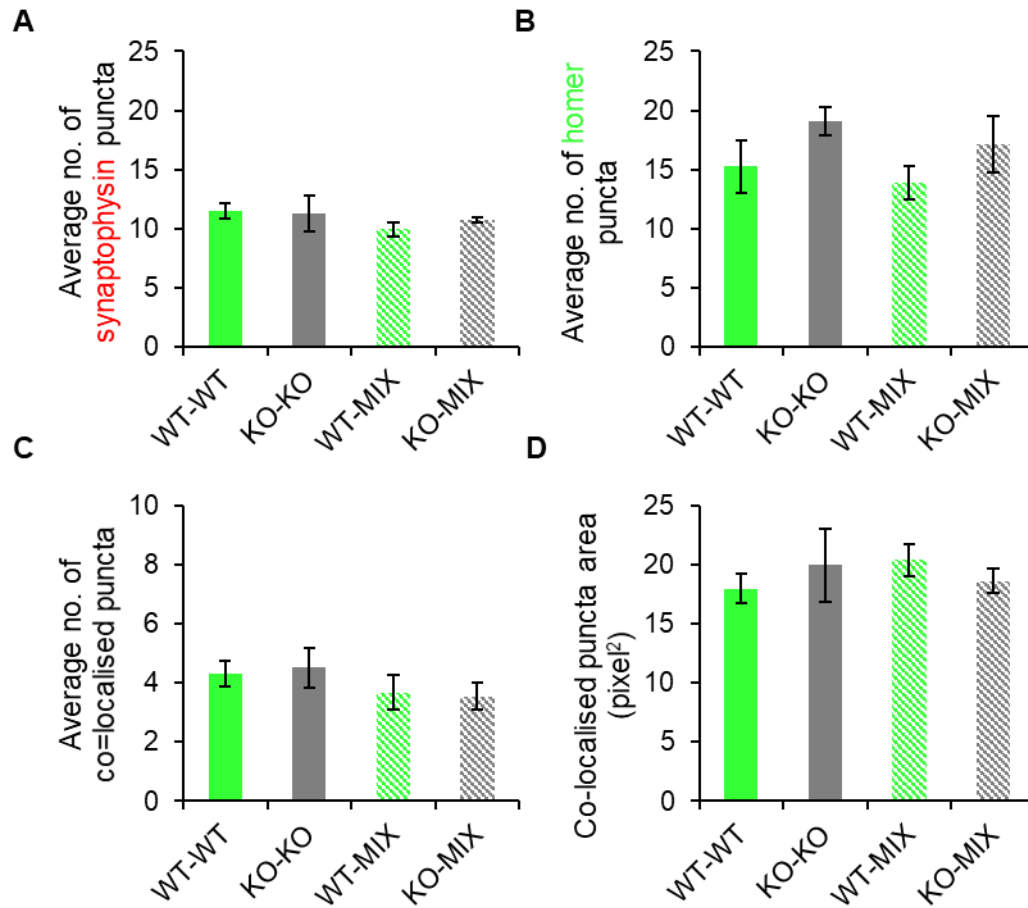 A
Average no. of
synaptophysin puncta
25
20
15
10
5
0
WT-WT
KO-KO
WT-MIX
KO-MIX
B
Average no. of homer
puncta
25
20
15
10
5
0
WT-WT
KO-KO
WT-MIX
KO-MIX
C
Average no. of
co=localised puncta
10
8
6
4
2
0
WT-WT
KO-KO
WT-MIX
KO-MIX
D
Co-localised puncta area
(pixel²)
25
20
15
10
5
0
WT-WT
KO-KO
WT-MIX
KO-MIX